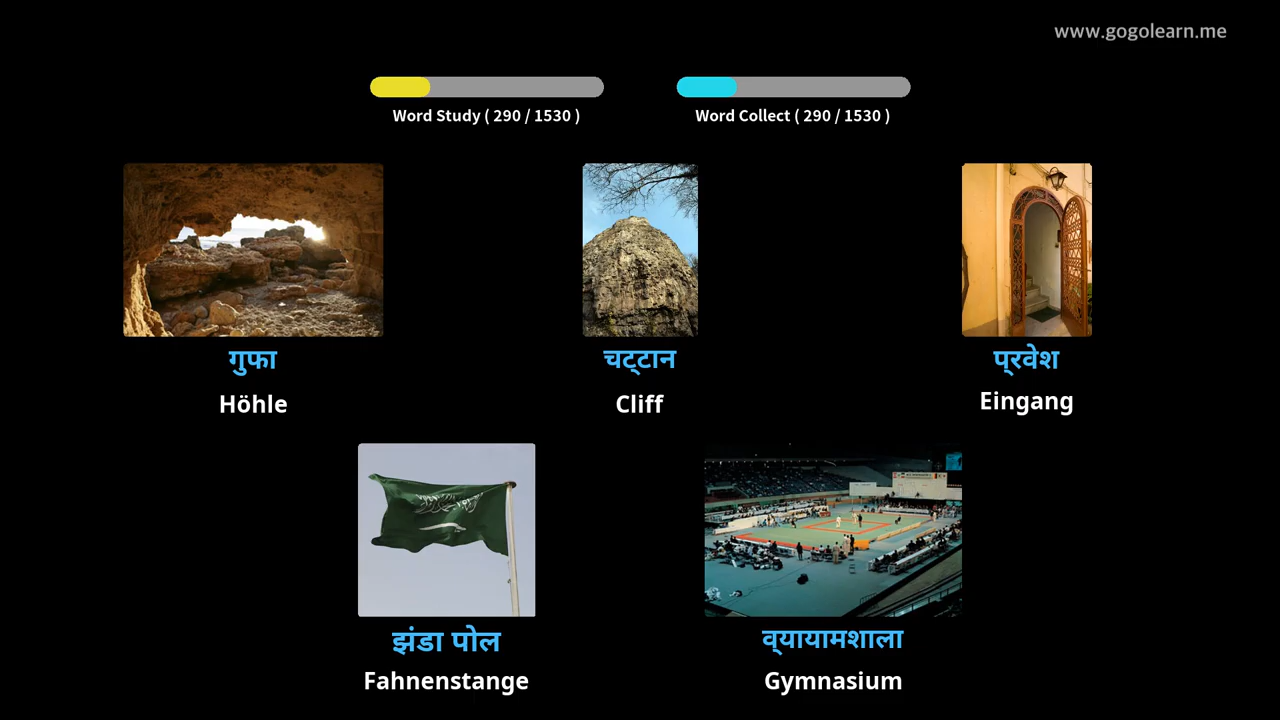 www.gogolearn.me
Word Study ( 290 / 1530 )
Word Collect ( 290 / 1530 )
गुफा
चट्टान
प्रवेश
Höhle
Cliff
Eingang
झंडा पोल
व्यायामशाला
Fahnenstange
Gymnasium